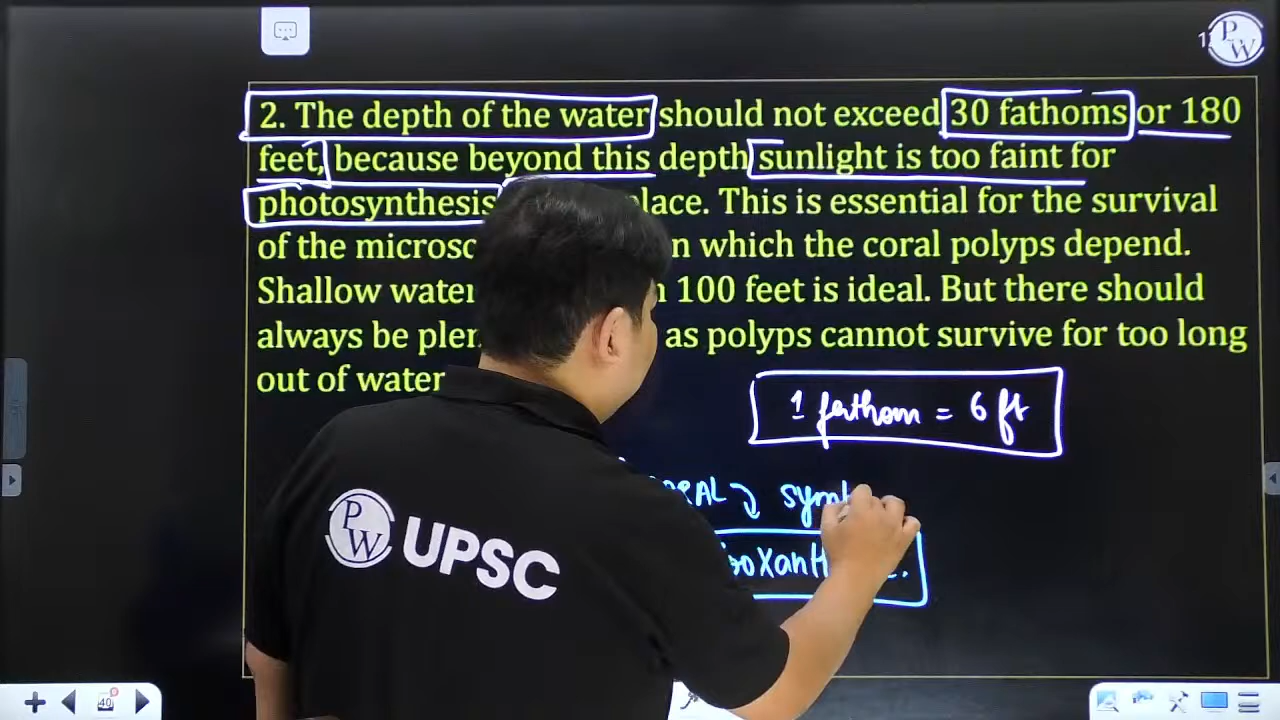 PW
2. The depth of the water should not exceed 30 fathoms or 180
feet, because beyond this depth sunlight is too faint for
photosynthesis place. This is essential for the survival
of the which the coral polyps depend.
Shallow 100 feet is ideal. But there should
always be as polyps cannot survive for too long
out of water
1 fathom = 6 ft
PW UPSC
40